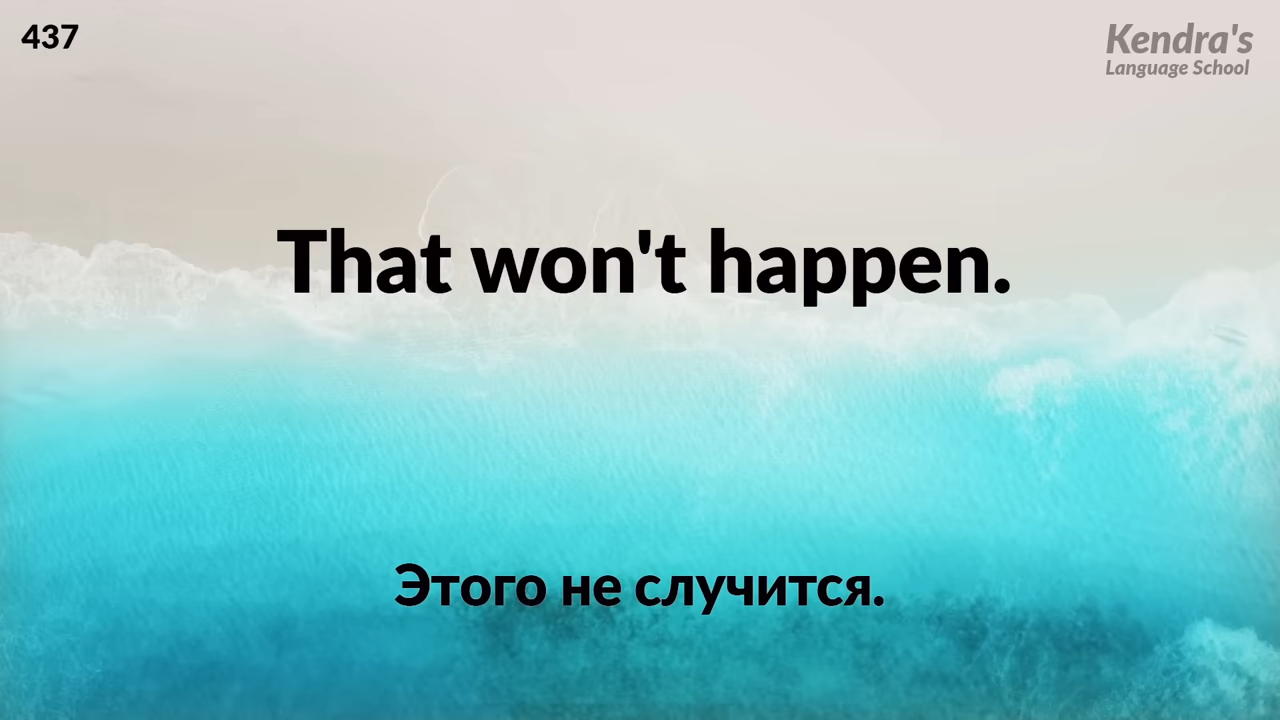 437
Kendra's
Language School
That won't happen.
Этого не случится.